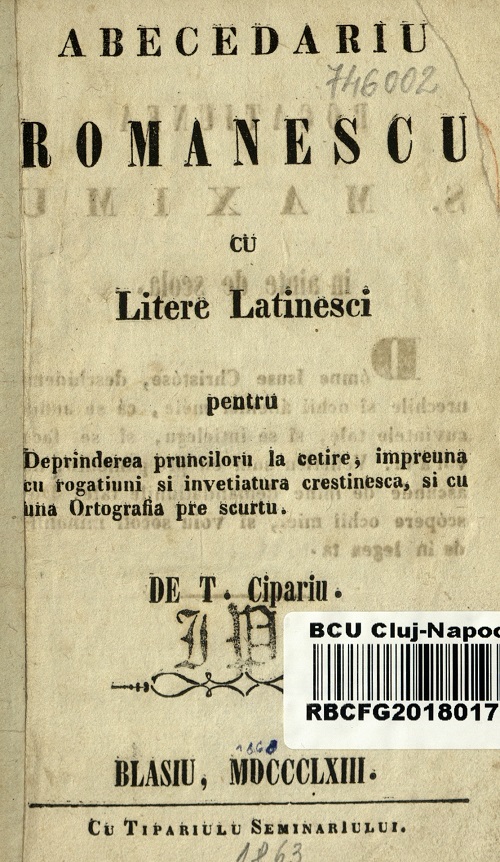 ABECEDARIU
746002
ROMANESCU
CU
Litere Latinesci
pentru
Deprinderea prunciloru la cetire, impreuna
cu rogatiuni si invetiatura crestinesca, si cu
una Ortografia pre scurtu.
DE T. Cipariu.
BCU Cluj-Napoc
RBCFG2018017
BLASIU, MDCCCLXIII.
CU TIPARIULU SEMINARIULUI.
1863